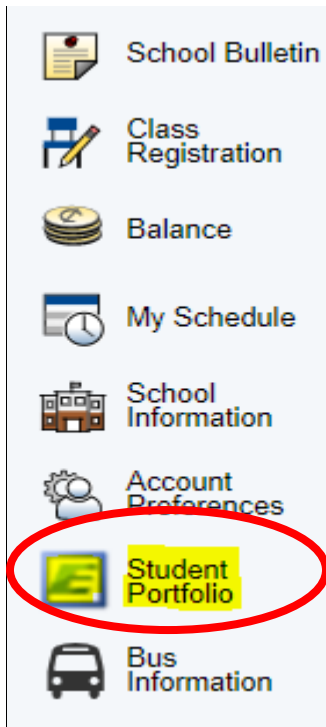 School Bulletin
Class
Registration
Balance
My Schedule
School
Information
Account
Preferences
Student
Portfolio
Bus
Information